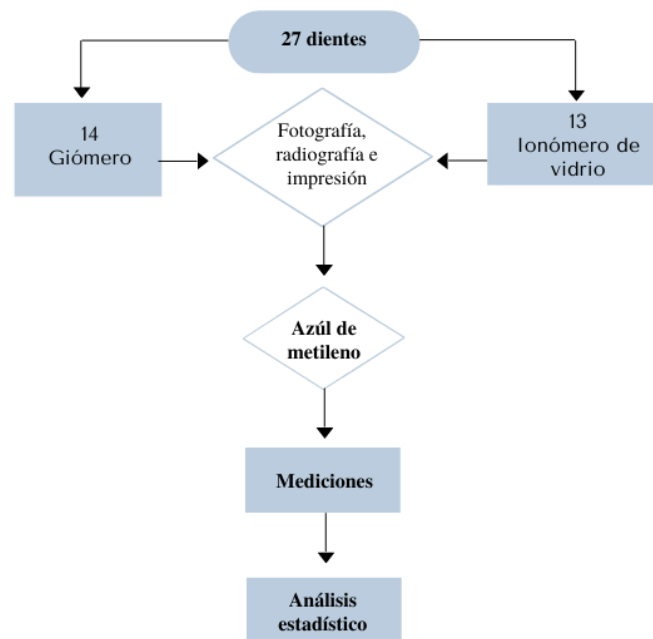 27 dientes
14
Giómero
Fotografía,
radiografía e
impresión
13
Ionómero de
vidrio
Azúl de
metileno
Mediciones
Análisis
estadístico